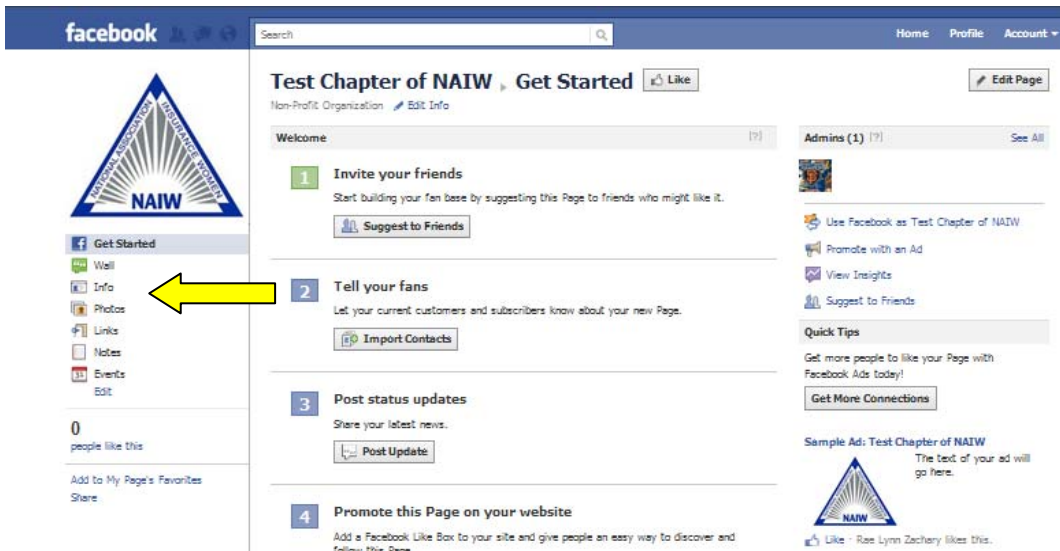 facebook
Search
Home Profile Account
Test Chapter of NAIW Get Started Like
Edit Page
Non-Profit Organization Edit Info
NATIONAL ASSOCIATION
INSURANCE WOMEN
NAIW
Get Started
Wall
Info
Photos
Links
Notes
31 Events
Edit
0
people like this
Add to My Page's Favorites
Share
Welcome [?]
1 Invite your friends
Start building your fan base by suggesting this Page to friends who might like it.
Suggest to Friends
2 Tell your fans
Let your current customers and subscribers know about your new Page.
Import Contacts
3 Post status updates
Share your latest news.
Post Update
4 Promote this Page on your website
Add a Facebook Like Box to your site and give people an easy way to discover and
follow this Page
Admins (1) [?] See All
Use Facebook as Test Chapter of NAIW
Promote with an Ad
View Insights
Suggest to Friends
Quick Tips
Get more people to like your Page with
Facebook Ads today!
Get More Connections
Sample Ad: Test Chapter of NAIW
The text of your ad will
go here.
NAIW
Like · Rae Lynn Zachary likes this.